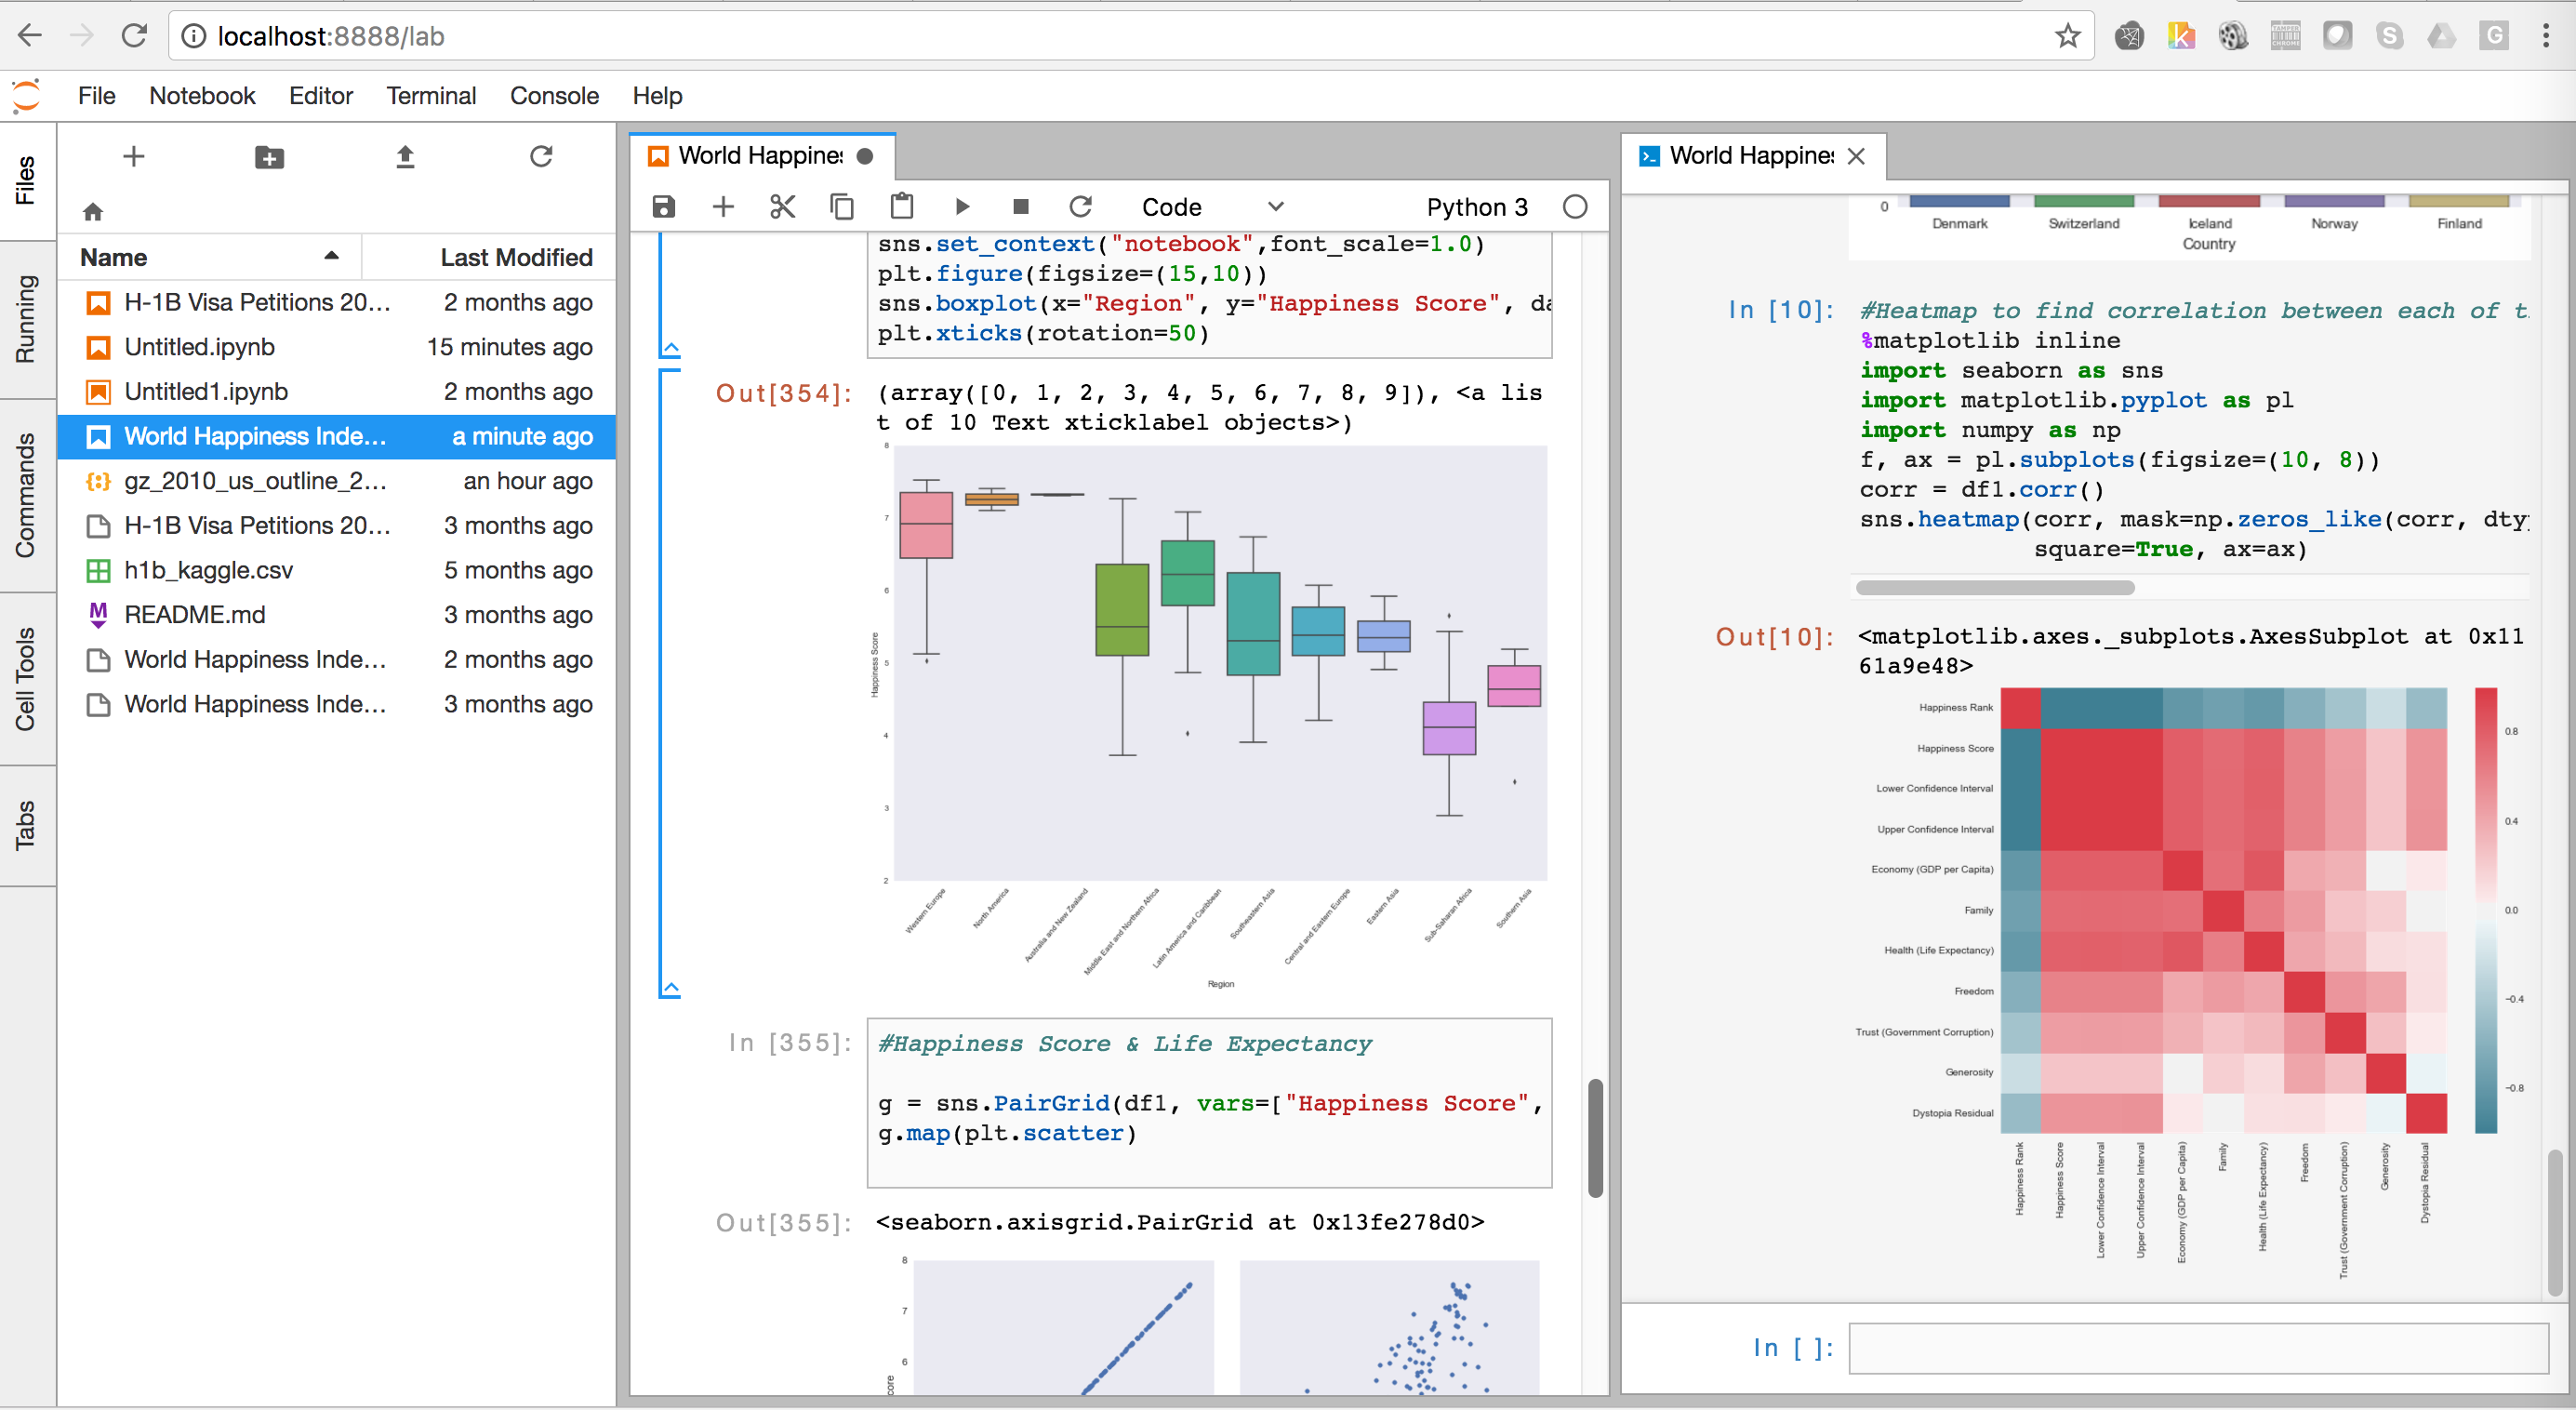 localhost:8888/lab
File Notebook Editor Terminal Console Help
Files
Running
Commands
Cell Tools
Tabs
Name Last Modified
H-1B Visa Petitions 20... 2 months ago
Untitled.ipynb 15 minutes ago
Untitled1.ipynb 2 months ago
World Happiness Inde... a minute ago
gz_2010_us_outline_2... an hour ago
H-1B Visa Petitions 20... 3 months ago
h1b_kaggle.csv 5 months ago
README.md 3 months ago
World Happiness Inde... 2 months ago
World Happiness Inde... 3 months ago
World Happine
Code Python 3
sns.set_context("notebook",font_scale=1.0)
plt.figure(figsize=(15,10))
sns.boxplot(x="Region", y="Happiness Score", da
plt.xticks(rotation=50)
Out[354]: (array([0, 1, 2, 3, 4, 5, 6, 7, 8, 9]), <a lis
t of 10 Text xticklabel objects>)
8
7
6
5
4
3
2
Happiness Score
Western Europe
North America
Australia and New Zealand
Middle East and Northern Africa
Latin America and Caribbean
Southeastern Asia
Central and Eastern Europe
Eastern Asia
Sub-Saharan Africa
Southern Asia
Region
In [355]: #Happiness Score & Life Expectancy
g = sns.PairGrid(df1, vars=["Happiness Score",
g.map(plt.scatter)
Out[355]: <seaborn.axisgrid.PairGrid at 0x13fe278d0>
8
7
6
core
World Happine
0
Denmark Switzerland Iceland Norway Finland
Country
In [10]: #Heatmap to find correlation between each of t
%matplotlib inline
import seaborn as sns
import matplotlib.pyplot as pl
import numpy as np
f, ax = pl.subplots(figsize=(10, 8))
corr = df1.corr()
sns.heatmap(corr, mask=np.zeros_like(corr, dty
square=True, ax=ax)
Out[10]: <matplotlib.axes._subplots.AxesSubplot at 0x11
61a9e48>
Happiness Rank
Happiness Score
Lower Confidence Interval
Upper Confidence Interval
Economy (GDP per Capita)
Family
Health (Life Expectancy)
Freedom
Trust (Government Corruption)
Generosity
Dystopia Residual
0.8
0.4
0.0
-0.4
-0.8
Happiness Rank
Happiness Score
Lower Confidence Interval
Upper Confidence Interval
Economy (GDP per Capita)
Family
Health (Life Expectancy)
Freedom
Trust (Government Corruption)
Generosity
Dystopia Residual
In [ ]: